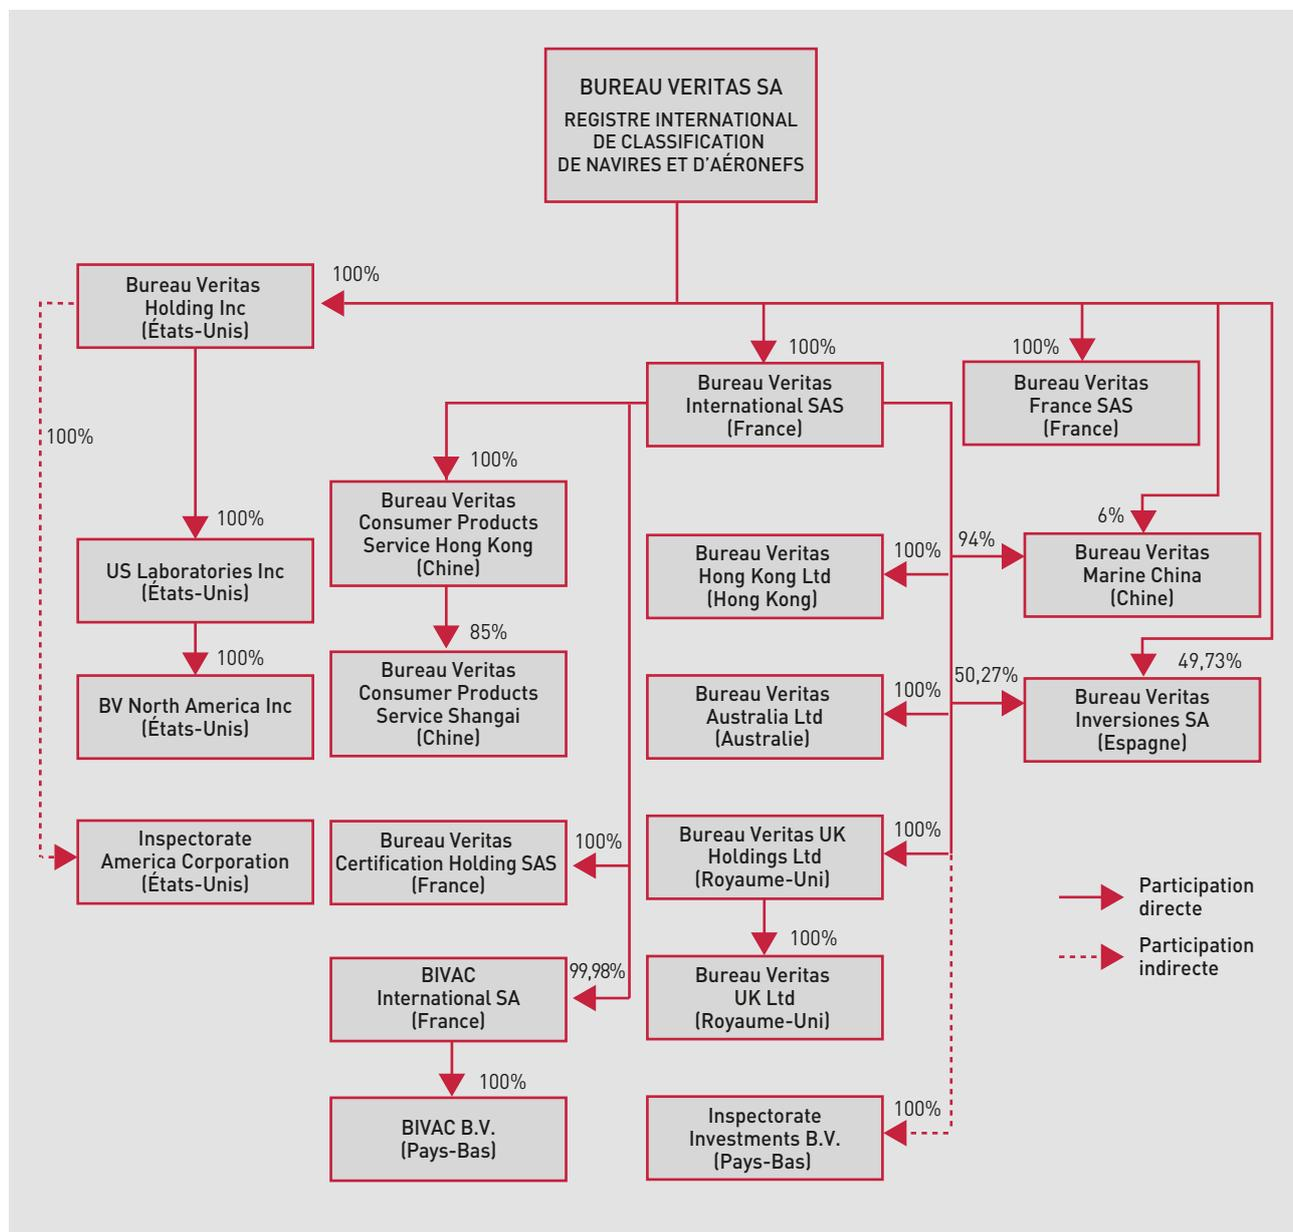 BUREAU VERITAS SA
REGISTRE INTERNATIONAL
DE CLASSIFICATION
DE NAVIRES ET D'AÉRONEFS
100%
Bureau Veritas
Holding Inc
(États-Unis)
100%
100%
Bureau Veritas
International SAS
(France)
100%
Bureau Veritas
France SAS
(France)
100%
100%
US Laboratories Inc
(États-Unis)
100%
BV North America Inc
(États-Unis)
Inspectorate
America Corporation
(États-Unis)
100%
Bureau Veritas
Consumer Products
Service Hong Kong
(Chine)
85%
Bureau Veritas
Consumer Products
Service Shangai
(Chine)
100%
Bureau Veritas
Certification Holding SAS
(France)
99,98%
BIVAC
International SA
(France)
100%
BIVAC B.V.
(Pays-Bas)
100%
Bureau Veritas
Hong Kong Ltd
(Hong Kong)
100%
Bureau Veritas
Australia Ltd
(Australie)
100%
Bureau Veritas UK
Holdings Ltd
(Royaume-Uni)
100%
Bureau Veritas
UK Ltd
(Royaume-Uni)
100%
Inspectorate
Investments B.V.
(Pays-Bas)
94%
6%
Bureau Veritas
Marine China
(Chine)
50,27%
49,73%
Bureau Veritas
Inversiones SA
(Espagne)
Participation
directe
Participation
indirecte